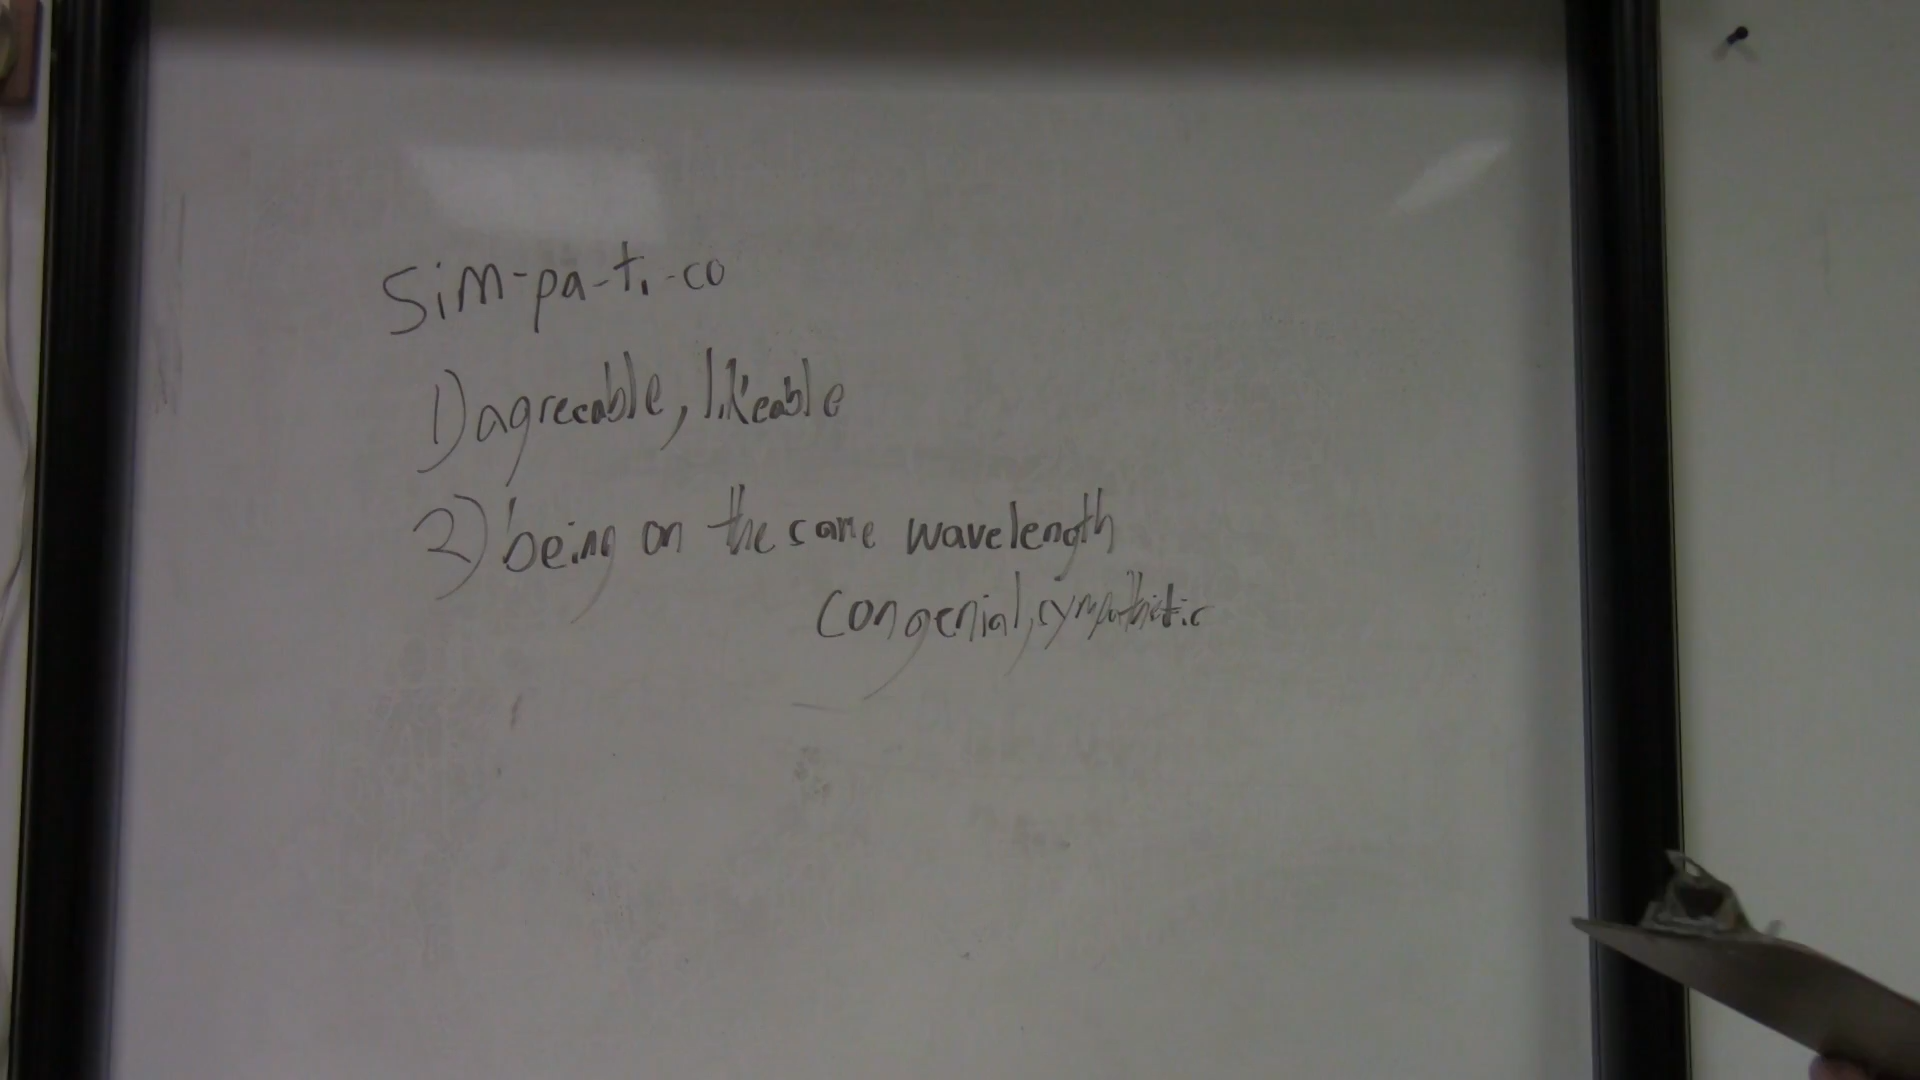 Sim-pa-ti-co
1) agreeable, likeable
2) being on the same wavelength
congenial, sympathetic